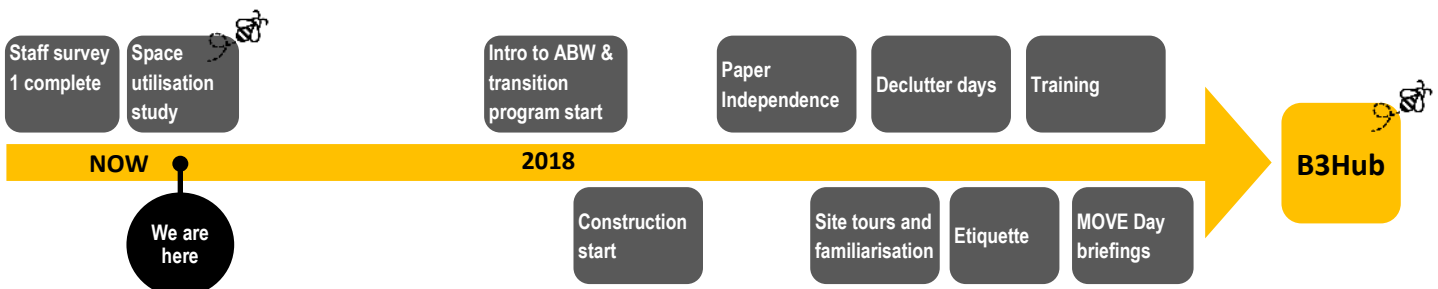 Staff survey
1 complete
Space
utilisation
study
Intro to ABW &
transition
program start
Paper
Independence
Declutter days
Training
NOW
2018
B3Hub
We are
here
Construction
start
Site tours and
familiarisation
Etiquette
MOVE Day
briefings